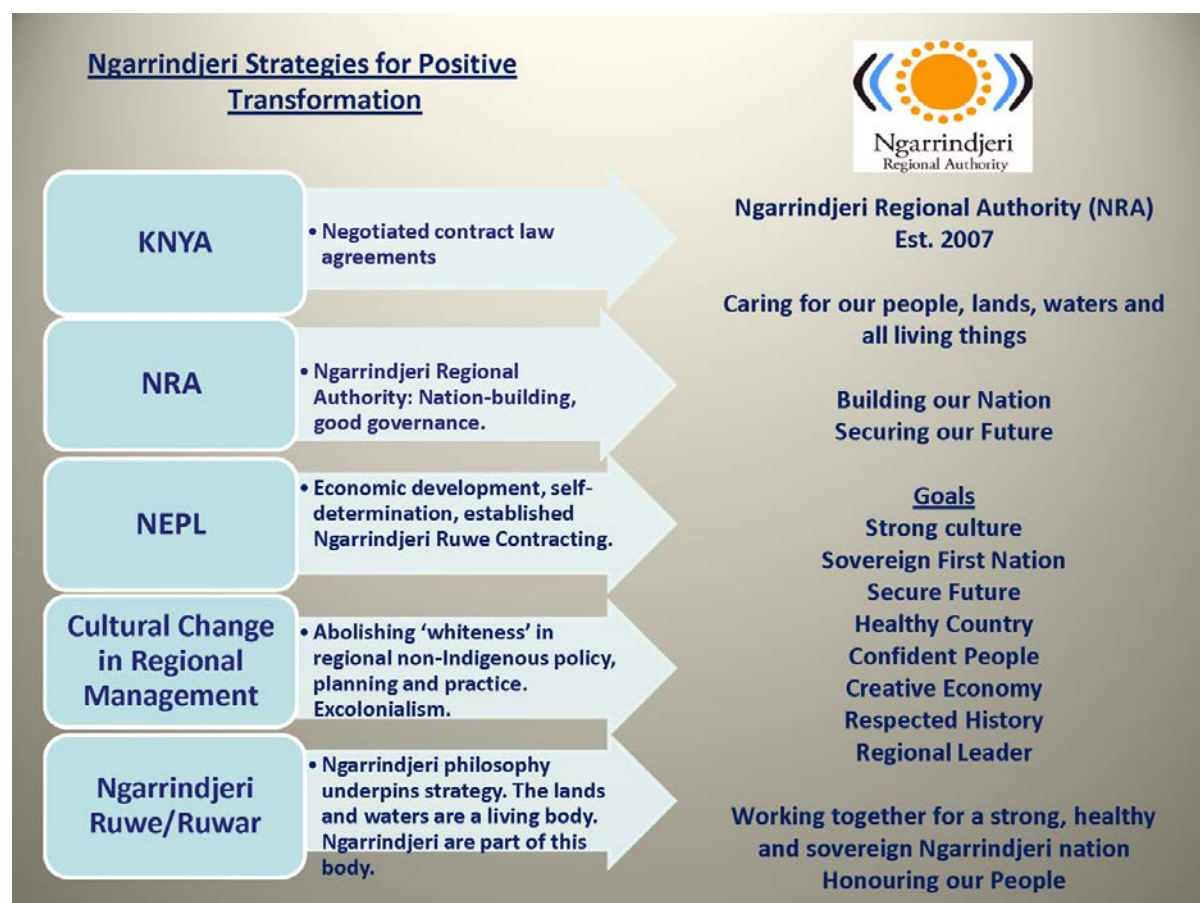 Ngarrindjeri Strategies for Positive
Transformation
KNYA
• Negotiated contract law
agreements
NRA
• Ngarrindjeri Regional
Authority: Nation-building,
good governance.
NEPL
• Economic development, self-
determination, established
Ngarrindjeri Ruwe Contracting.
Cultural Change
in Regional
Management
• Abolishing ‘whiteness’ in
regional non-Indigenous policy,
planning and practice.
Excolonialism.
Ngarrindjeri
Ruwe/Ruwar
• Ngarrindjeri philosophy
underpins strategy. The lands
and waters are a living body.
Ngarrindjeri are part of this
body.
Ngarrindjeri
Regional Authority
Ngarrindjeri Regional Authority (NRA)
Est. 2007
Caring for our people, lands, waters and
all living things
Building our Nation
Securing our Future
Goals
Strong culture
Sovereign First Nation
Secure Future
Healthy Country
Confident People
Creative Economy
Respected History
Regional Leader
Working together for a strong, healthy
and sovereign Ngarrindjeri nation
Honouring our People